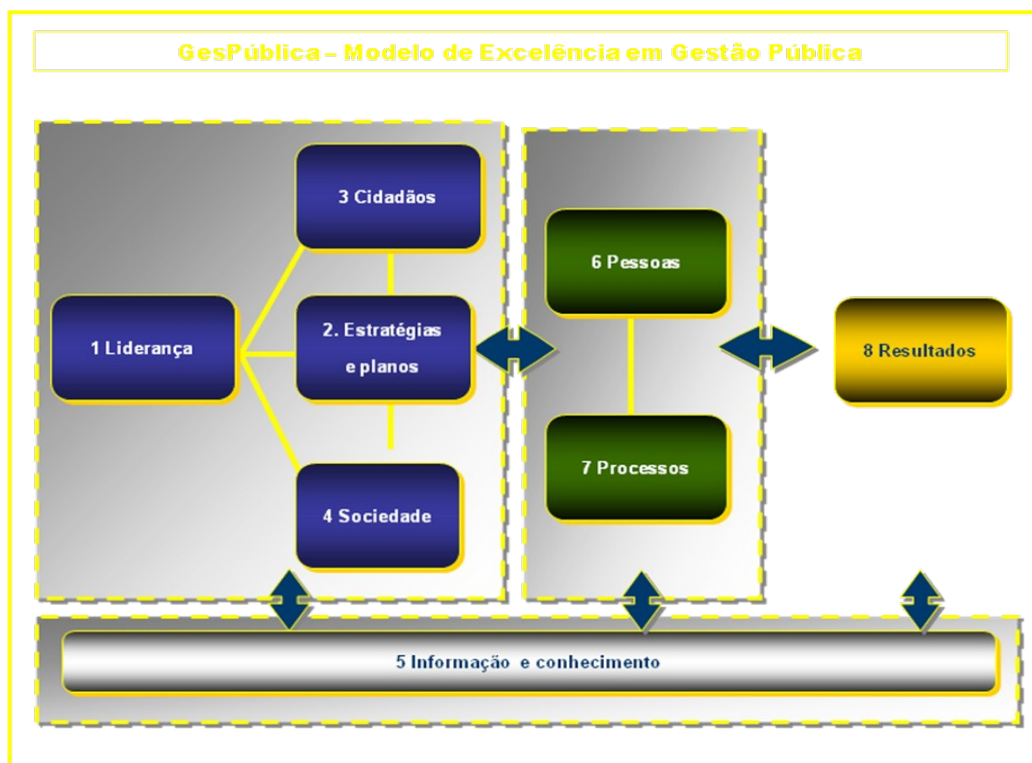 GesPública – Modelo de Excelência em Gestão Pública
3 Cidadãos
6 Pessoas
1 Liderança
2. Estratégias
e planos
8 Resultados
7 Processos
4 Sociedade
5 Informação e conhecimento